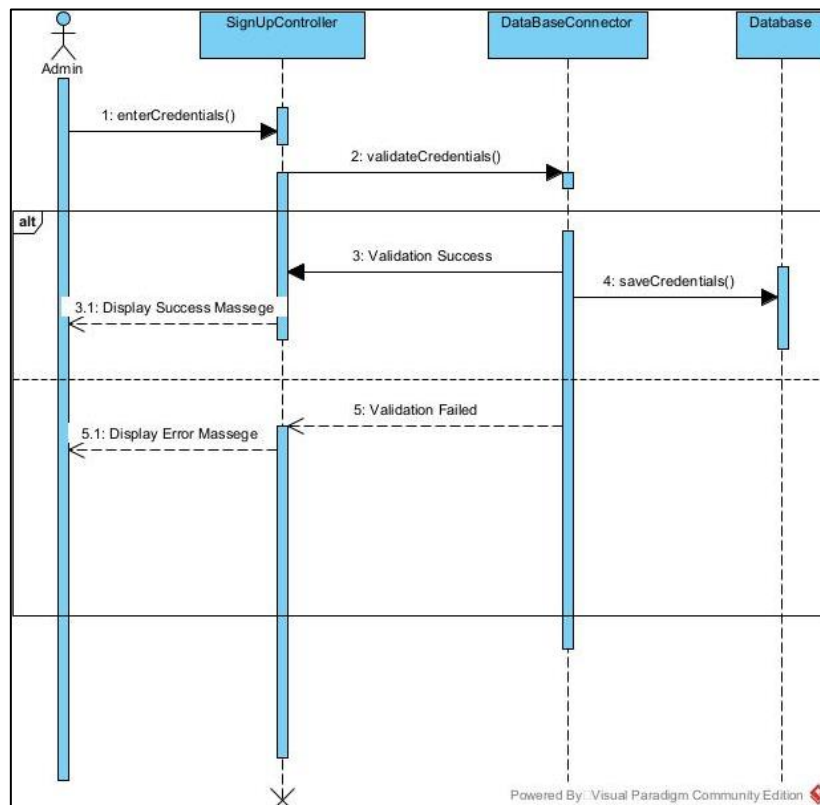 SignUpController
DataBaseConnector
Database
Admin
1: enterCredentials()
2: validateCredentials()
alt
3: Validation Success
4: saveCredentials()
3.1: Display Success Massege
5: Validation Failed
5.1: Display Error Massege
Powered By Visual Paradigm Community Edition